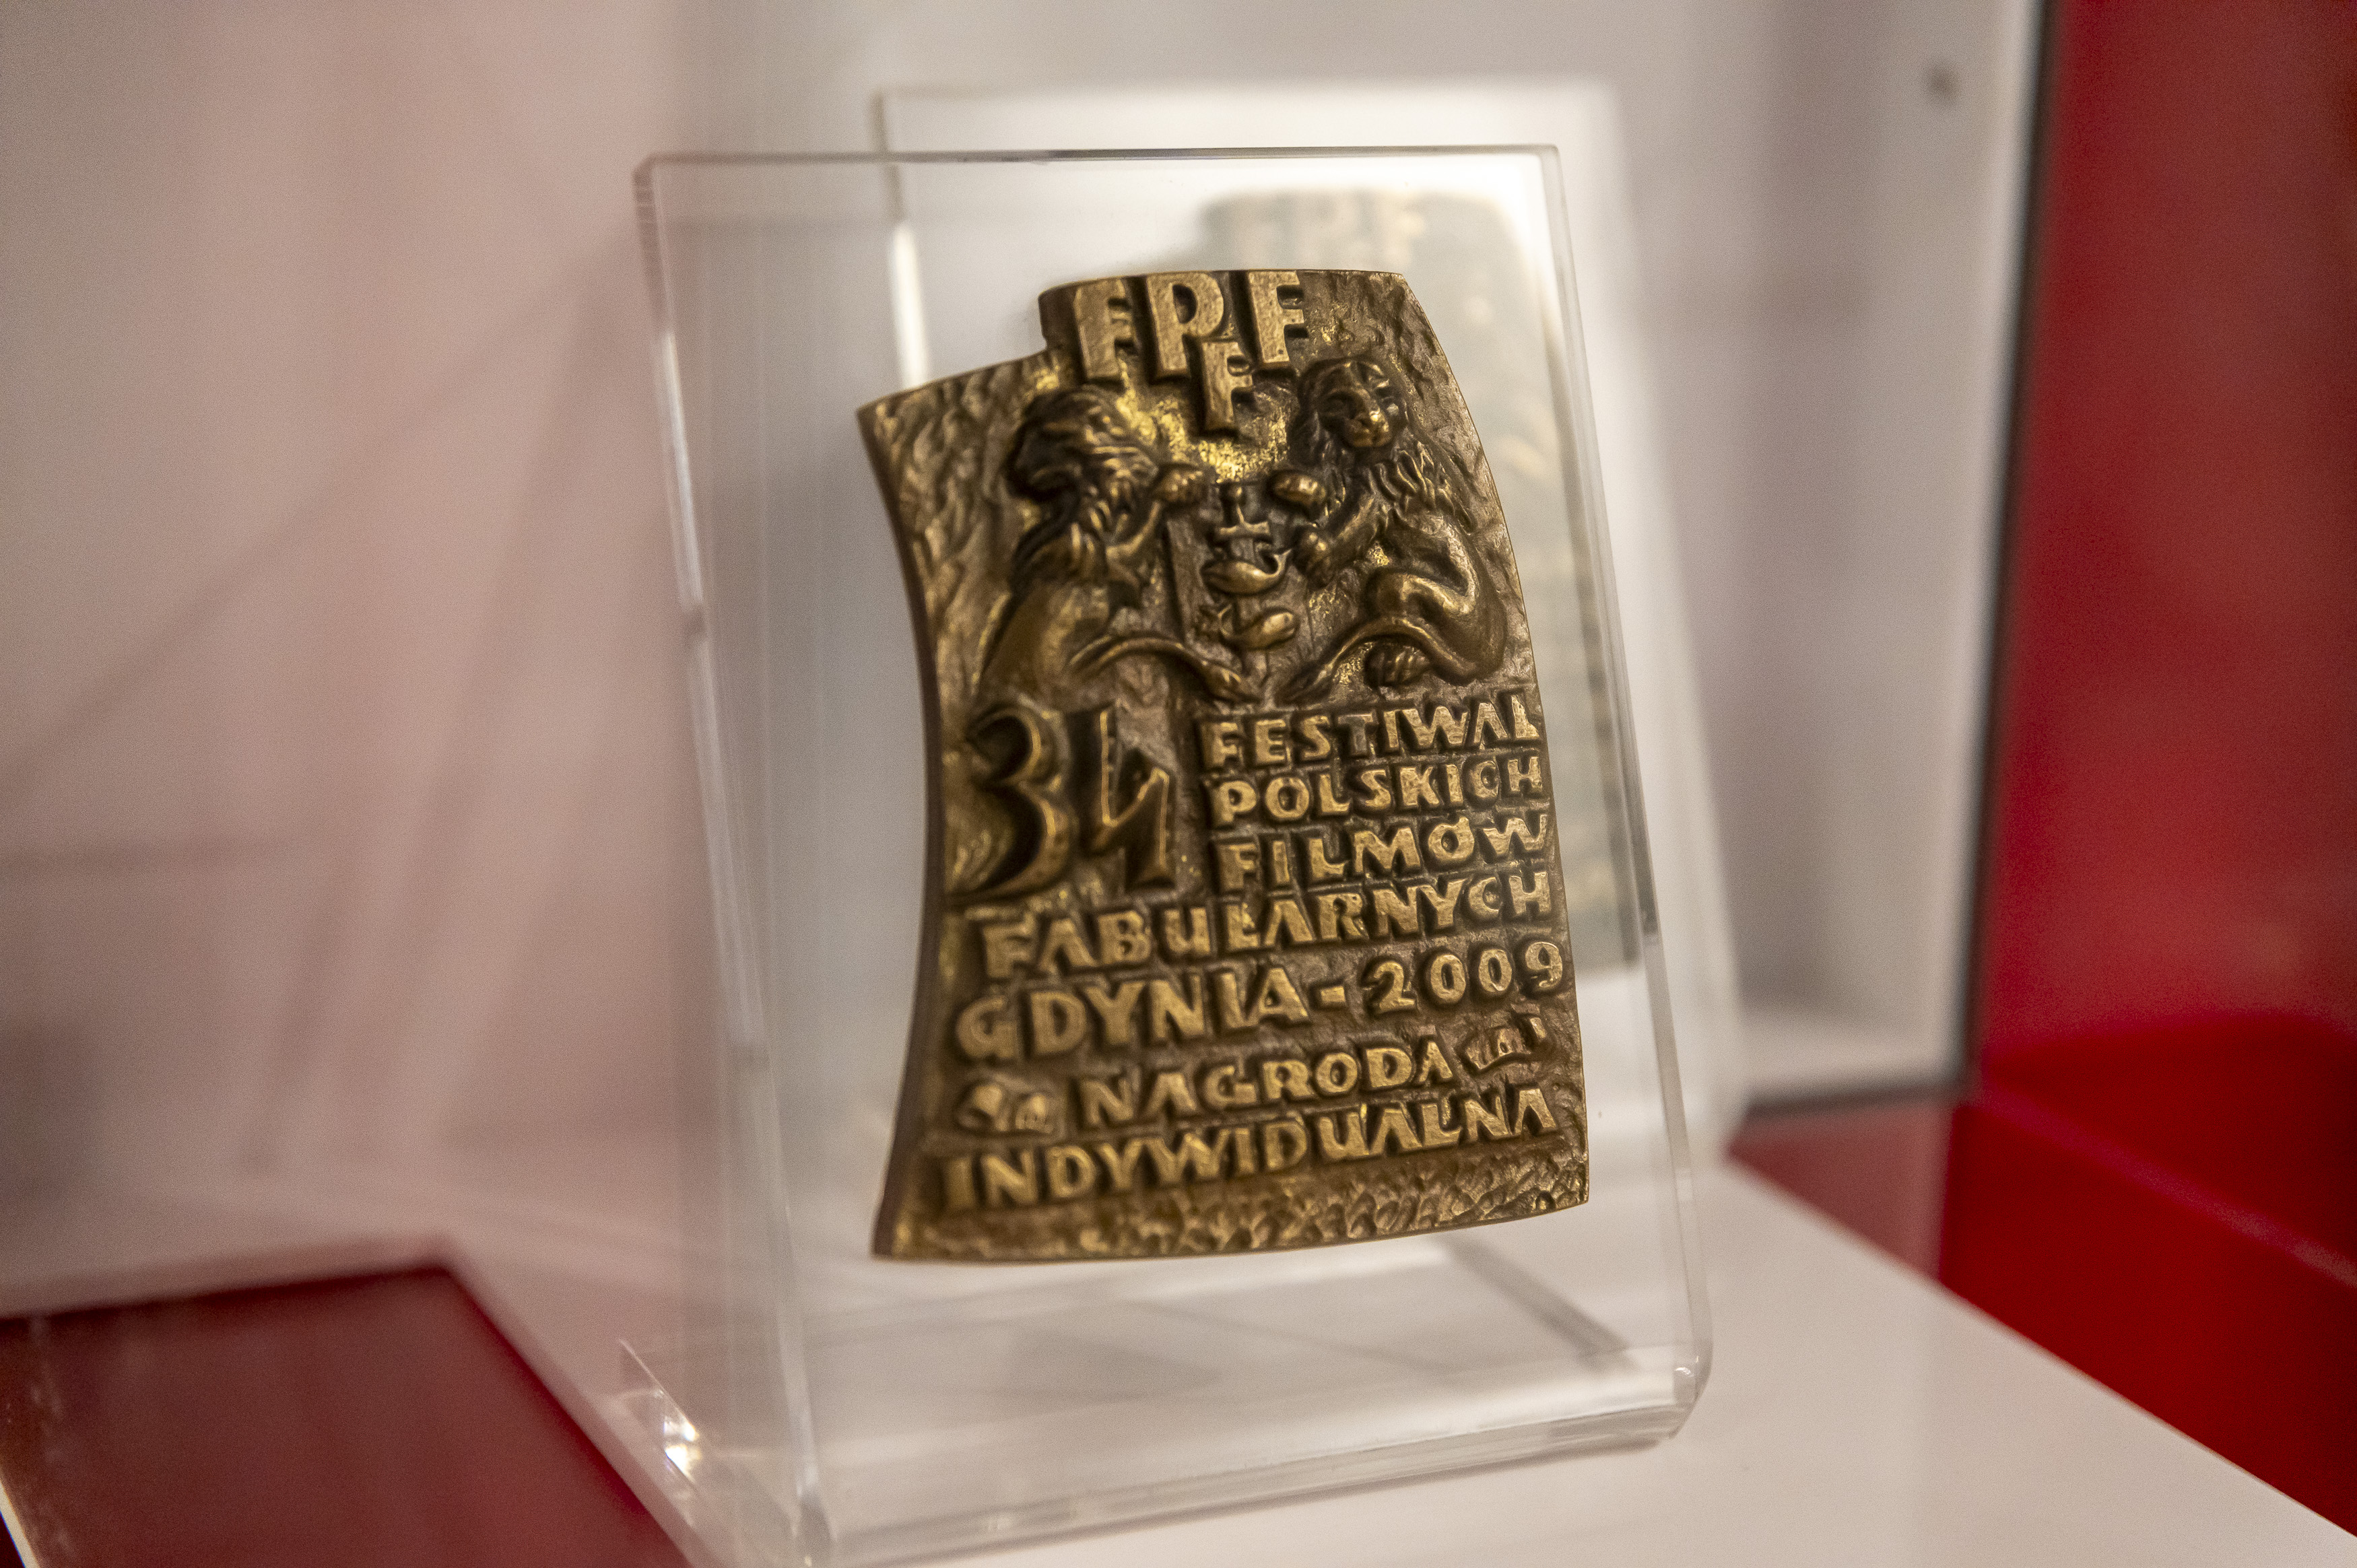 FPFF
34 FESTIWAL
POLSKICH
FILMÓW
FABULARNYCH
GDYNIA-2009
NAGRODA
INDYWIDUALNA